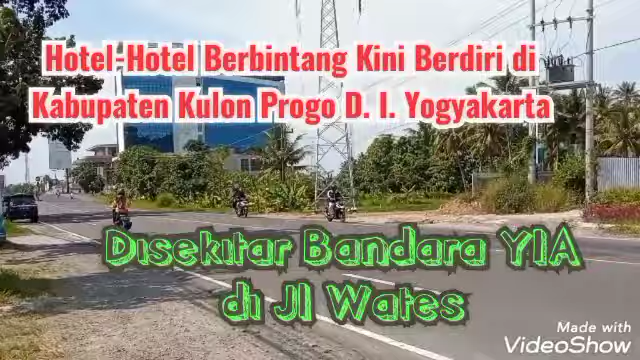 Hotel-Hotel Berbintang Kini Berdiri di
Kabupaten Kulon Progo D. I. Yogyakarta
Disekitar Bandara YIA
di Jl Wates
Made with
VideoShow